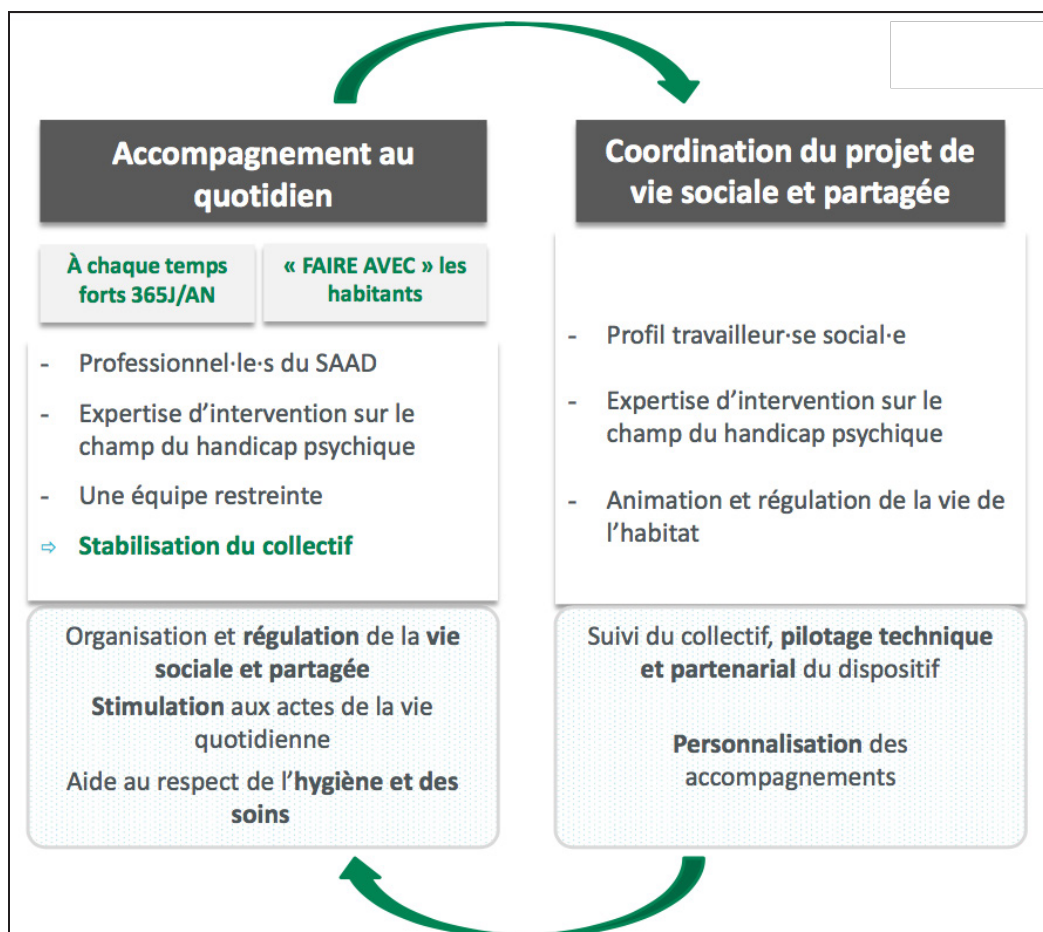 Accompagnement au
quotidien
À chaque temps
forts 365J/AN
« FAIRE AVEC » les
habitants
- Professionnel·le·s du SAAD
- Expertise d’intervention sur le
champ du handicap psychique
- Une équipe restreinte
⇨ Stabilisation du collectif
Organisation et régulation de la vie
sociale et partagée
Stimulation aux actes de la vie
quotidienne
Aide au respect de l’hygiène et des
soins
Coordination du projet de
vie sociale et partagée
- Profil travailleur·se social·e
- Expertise d’intervention sur le
champ du handicap psychique
- Animation et régulation de la vie de
l’habitat
Suivi du collectif, pilotage technique
et partenarial du dispositif
Personnalisation des
accompagnements